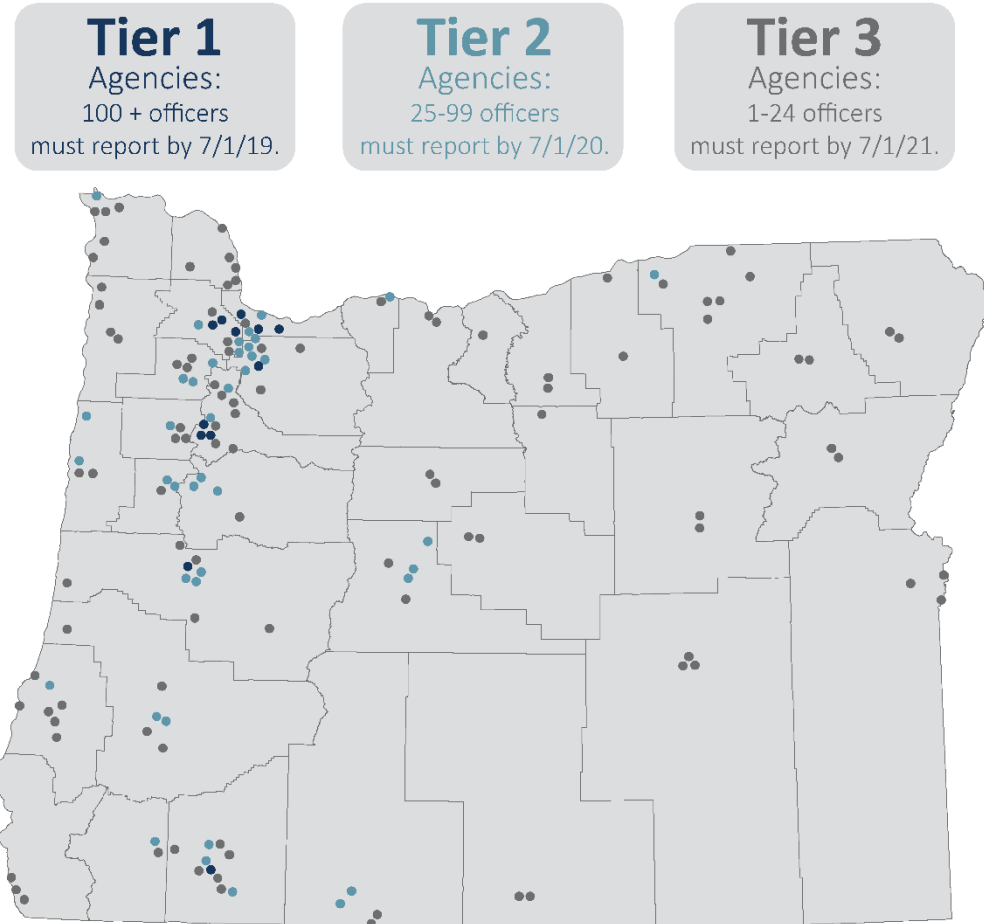 Tier 1
Agencies:
100 + officers
must report by 7/1/19.
Tier 2
Agencies:
25-99 officers
must report by 7/1/20.
Tier 3
Agencies:
1-24 officers
must report by 7/1/21.